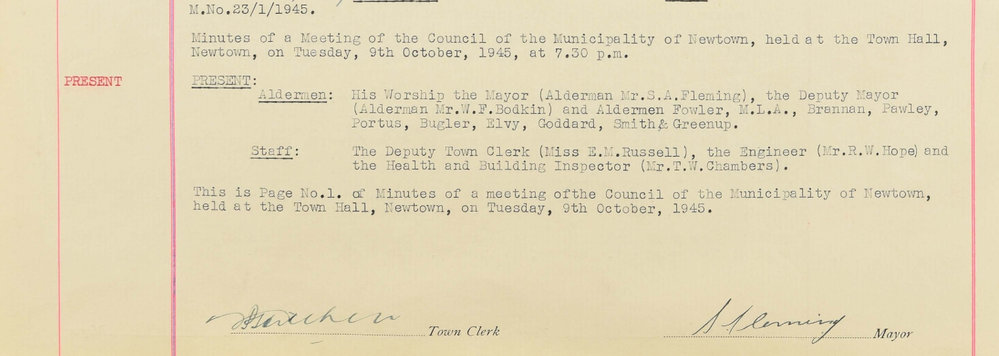 M.No.23/1/1945.
Minutes of a Meeting of the Council of the Municipality of Newtown, held at the Town Hall,
Newtown, on Tuesday, 9th October, 1945, at 7.30 p.m.
PRESENT
PRESENT:
Aldermen: His Worship the Mayor (Alderman Mr.S.A.Fleming), the Deputy Mayor
(Alderman Mr.W.F.Bodkin) and Aldermen Fowler, M.L.A., Brannan, Pawley,
Portus, Bugler, Elvy, Goddard, Smith & Greenup.
Staff: The Deputy Town Clerk (Miss E.M.Russell), the Engineer (Mr.R.W.Hope) and
the Health and Building Inspector (Mr.T.W.Chambers).
This is Page No.1. of Minutes of a meeting ofthe Council of the Municipality of Newtown,
held at the Town Hall, Newtown, on Tuesday, 9th October, 1945.
Town Clerk
S Fleming Mayor